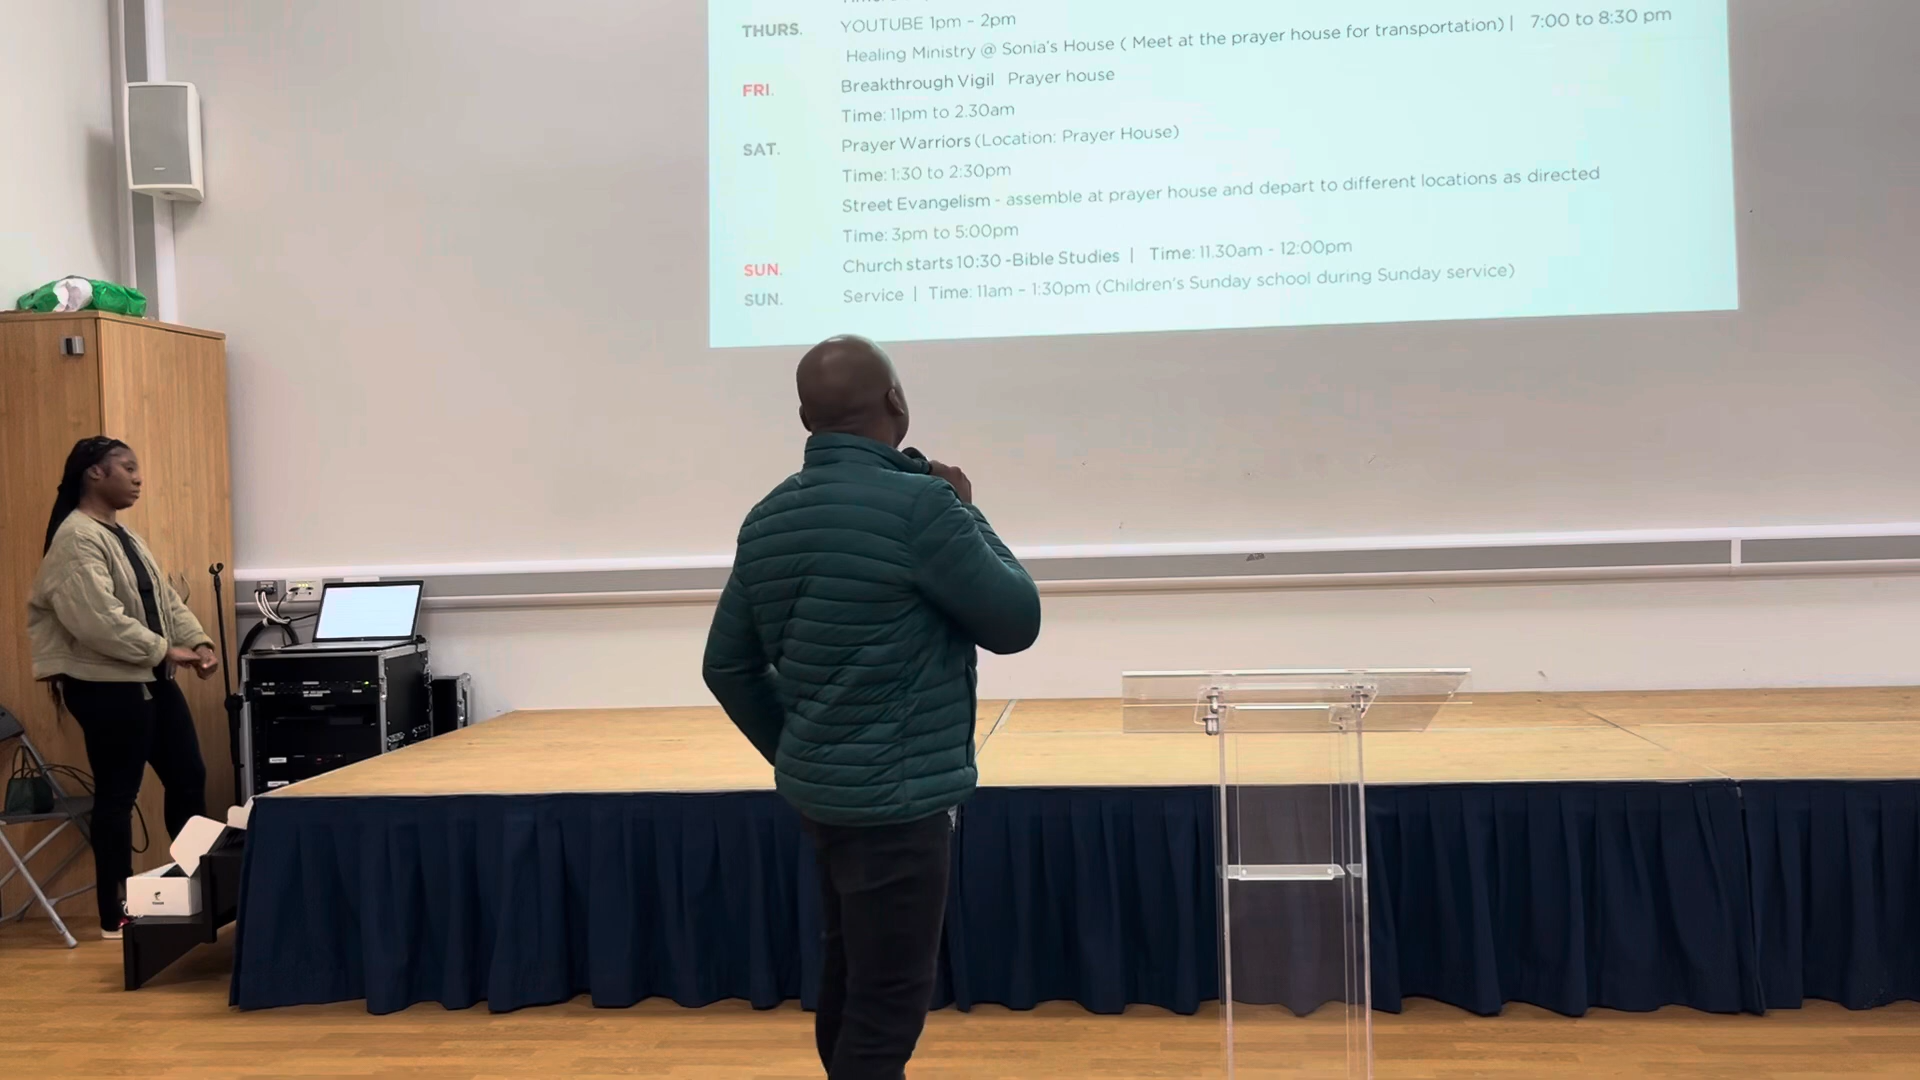 THURS. YOUTUBE 1pm – 2pm
Healing Ministry @ Sonia's House ( Meet at the prayer house for transportation) | 7:00 to 8:30 pm
FRI. Breakthrough Vigil Prayer house
Time: 11pm to 2.30am
SAT. Prayer Warriors (Location: Prayer House)
Time: 1:30 to 2:30pm
Street Evangelism - assemble at prayer house and depart to different locations as directed
Time: 3pm to 5:00pm
SUN. Church starts 10:30 -Bible Studies | Time: 11.30am - 12:00pm
SUN. Service | Time: 11am – 1:30pm (Children's Sunday school during Sunday service)